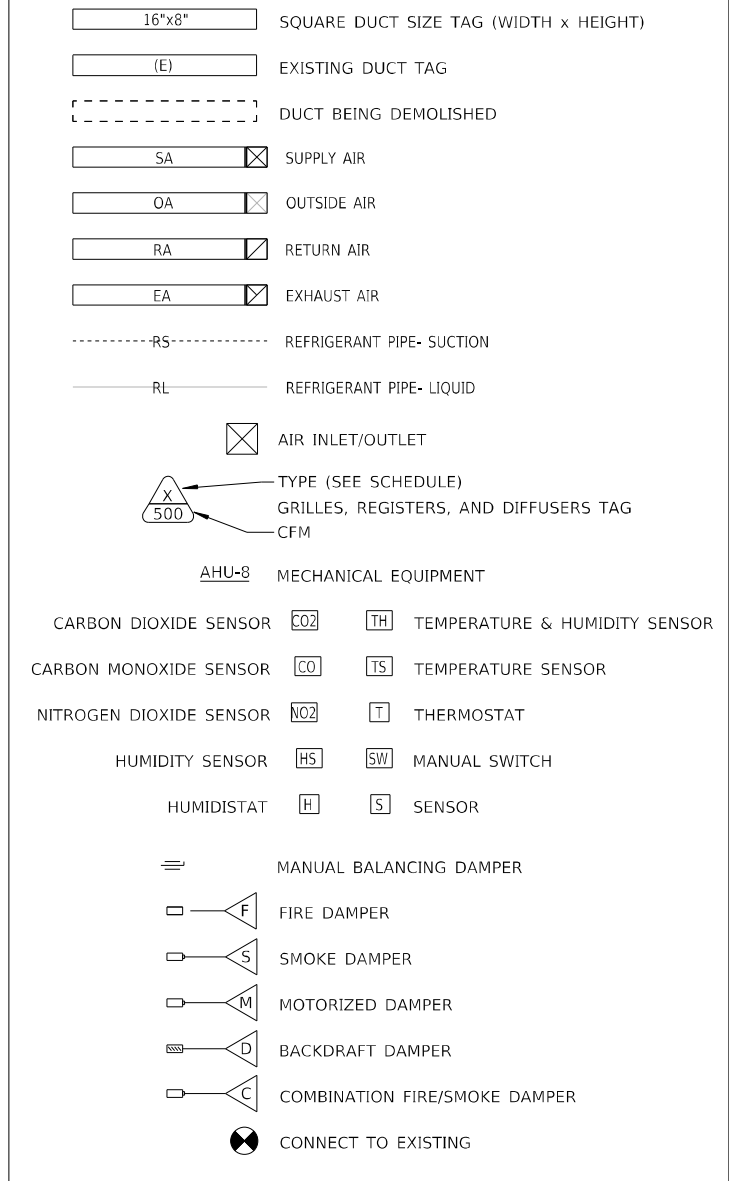 16"x8" SQUARE DUCT SIZE TAG (WIDTH x HEIGHT)
(E) EXISTING DUCT TAG
DUCT BEING DEMOLISHED
SA SUPPLY AIR
OA OUTSIDE AIR
RA RETURN AIR
EA EXHAUST AIR
RS REFRIGERANT PIPE- SUCTION
RL REFRIGERANT PIPE- LIQUID
AIR INLET/OUTLET
TYPE (SEE SCHEDULE)
X GRILLES, REGISTERS, AND DIFFUSERS TAG
500 CFM
AHU-8 MECHANICAL EQUIPMENT
CARBON DIOXIDE SENSOR CO2 TH TEMPERATURE & HUMIDITY SENSOR
CARBON MONOXIDE SENSOR CO TS TEMPERATURE SENSOR
NITROGEN DIOXIDE SENSOR NO2 T THERMOSTAT
HUMIDITY SENSOR HS SW MANUAL SWITCH
HUMIDISTAT H S SENSOR
MANUAL BALANCING DAMPER
F FIRE DAMPER
S SMOKE DAMPER
M MOTORIZED DAMPER
D BACKDRAFT DAMPER
C COMBINATION FIRE/SMOKE DAMPER
CONNECT TO EXISTING